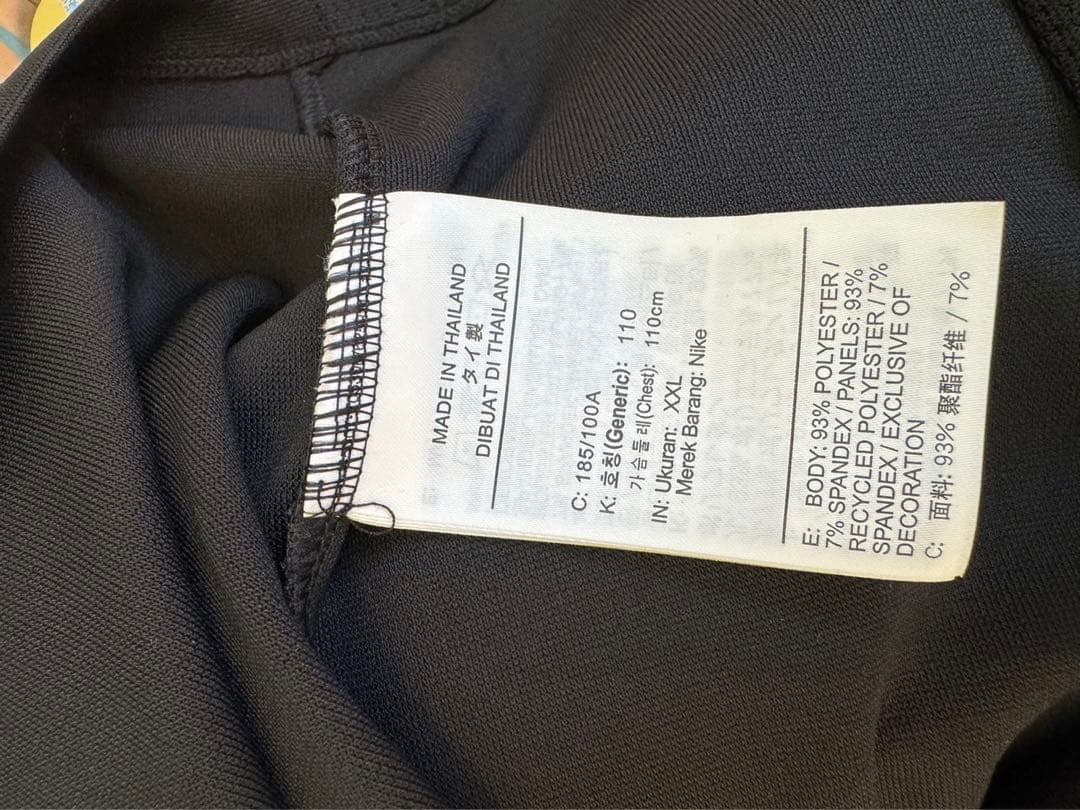 MADE IN THAILAND
タイ製
DIBUAT DI THAILAND
C: 185/100A
K: 호칭(Generic): 110
가슴둘레(Chest): 110cm
IN: Ukuran: XXL
Merek Barang: Nike
E: BODY: 93% POLYESTER /
7% SPANDEX / PANELS: 93%
RECYCLED POLYESTER / 7%
SPANDEX / EXCLUSIVE OF
DECORATION
C: 面料: 93% 聚酯纤维 / 7%